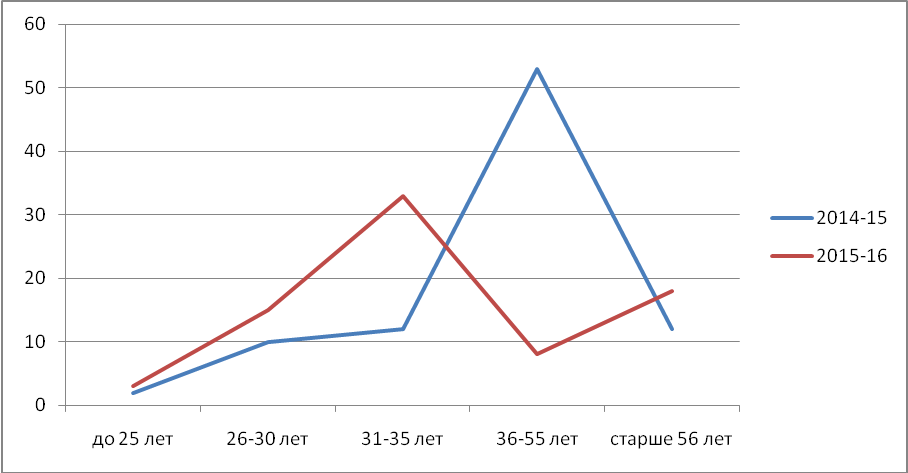 60
50
40
30
20
10
0
до 25 лет
26-30 лет
31-35 лет
36-55 лет
старше 56 лет
2014-15
2015-16